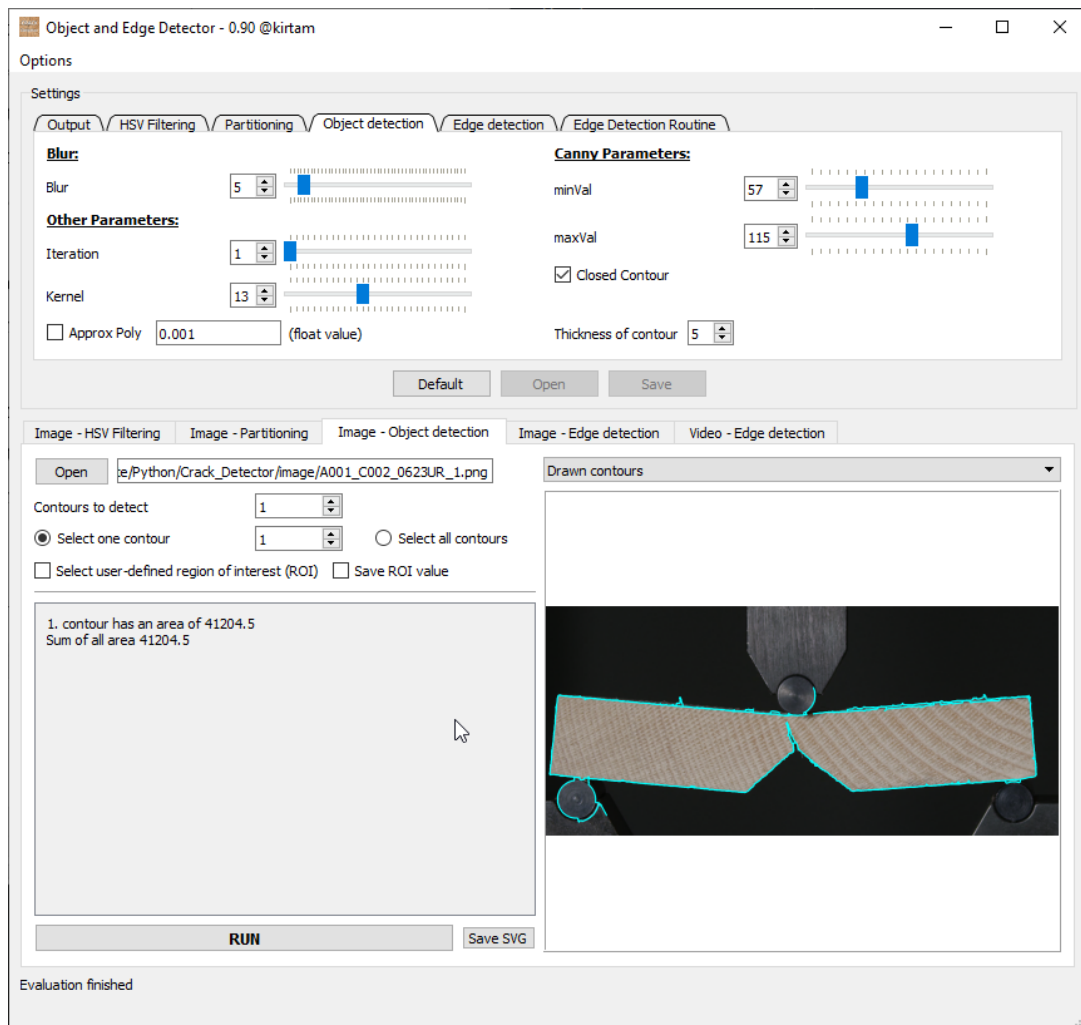 Object and Edge Detector - 0.90 @kirtam
Options
Settings
Output HSV Filtering Partitioning Object detection Edge detection Edge Detection Routine
Blur:
Blur 5
Other Parameters:
Iteration 1
Kernel 13
Approx Poly 0.001 (float value)
Canny Parameters:
minVal 57
maxVal 115
Closed Contour
Thickness of contour 5
Default Open Save
Image - HSV Filtering Image - Partitioning Image - Object detection Image - Edge detection Video - Edge detection
Open :e/Python/Crack_Detector/image/A001_C002_0623UR_1.png
Drawn contours
Contours to detect 1
Select one contour 1 Select all contours
Select user-defined region of interest (ROI) Save ROI value
1. contour has an area of 41204.5
Sum of all area 41204.5
RUN Save SVG
Evaluation finished